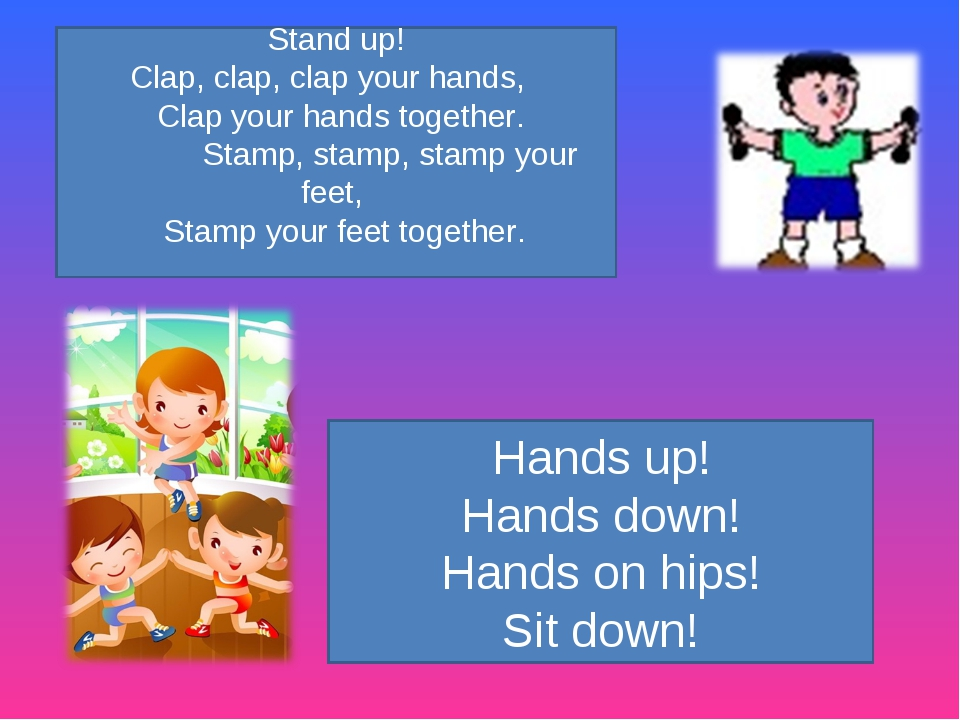 Stand up!
Clap, clap, clap your hands,
Clap your hands together.
Stamp, stamp, stamp your
feet,
Stamp your feet together.
Hands up!
Hands down!
Hands on hips!
Sit down!